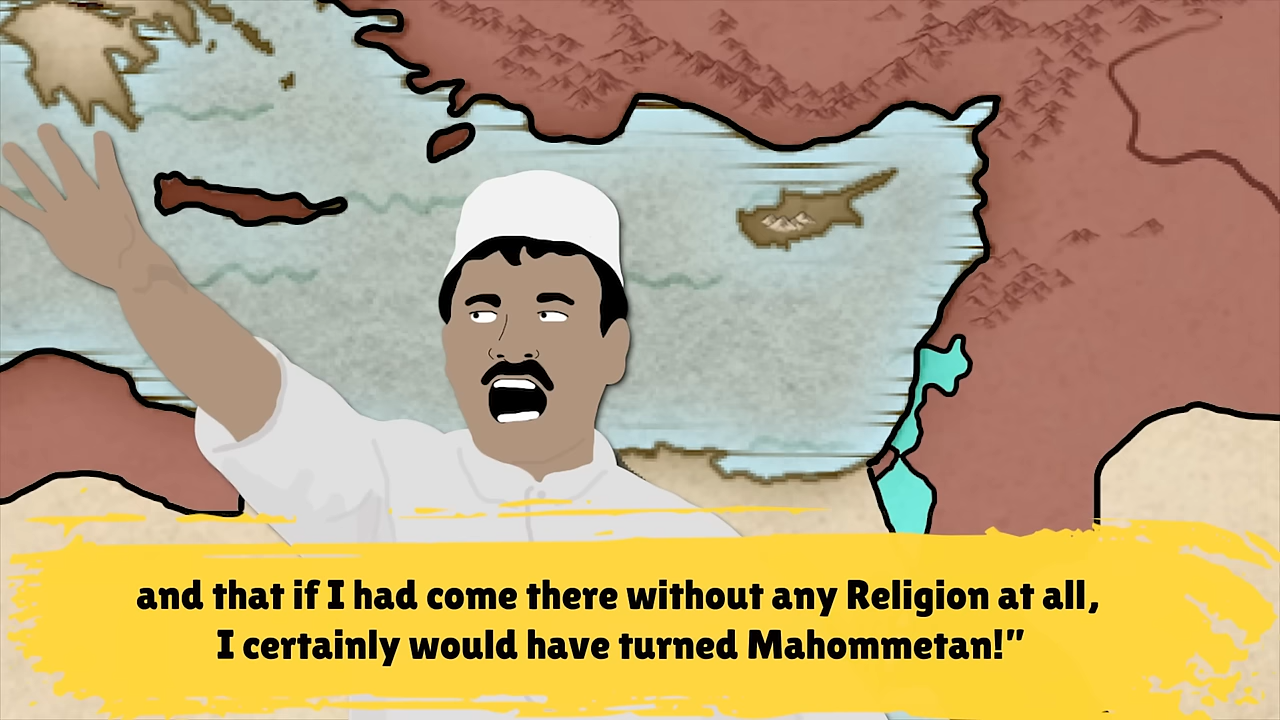 and that if I had come there without any Religion at all,
I certainly would have turned Mahommetan!”